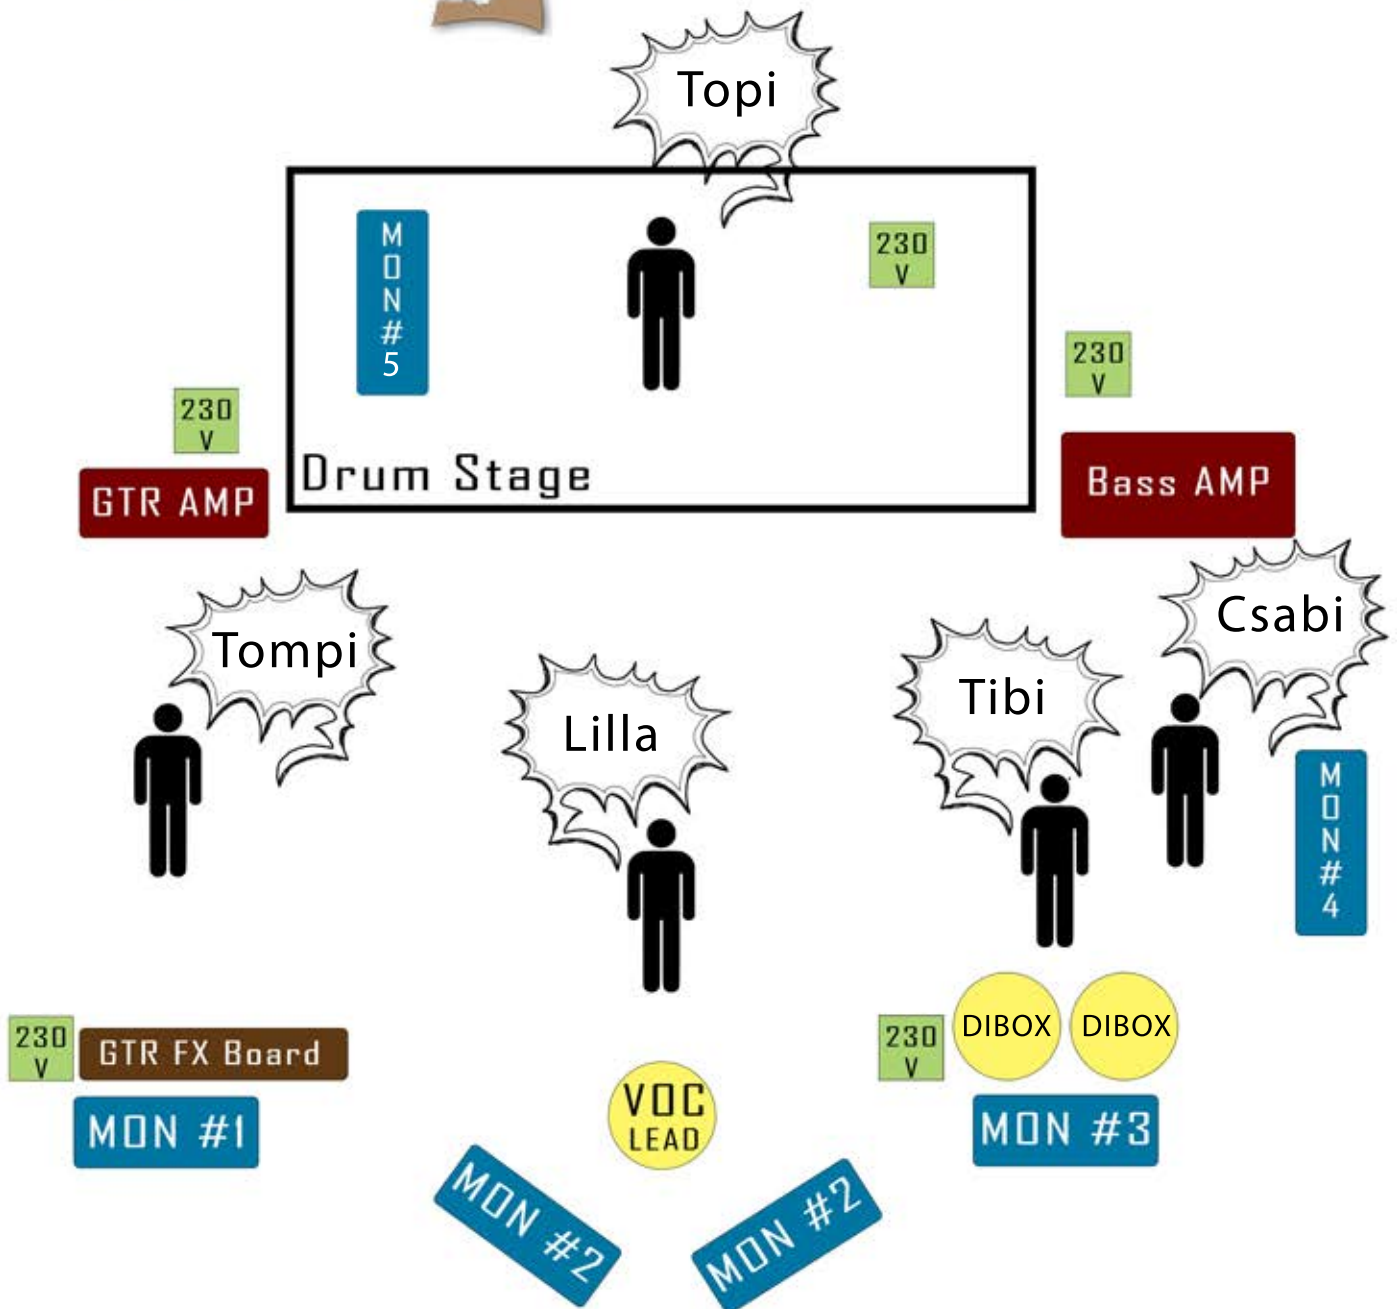 Topi
MON#5
230
V
230
V
230
V
GTR AMP
Drum Stage
Bass AMP
Tompi
Lilla
Tibi
Csabi
MON#4
230
V
GTR FX Board
230
V
DIBOX
DIBOX
MON #1
VOC
LEAD
MON #3
MON #2
MON #2